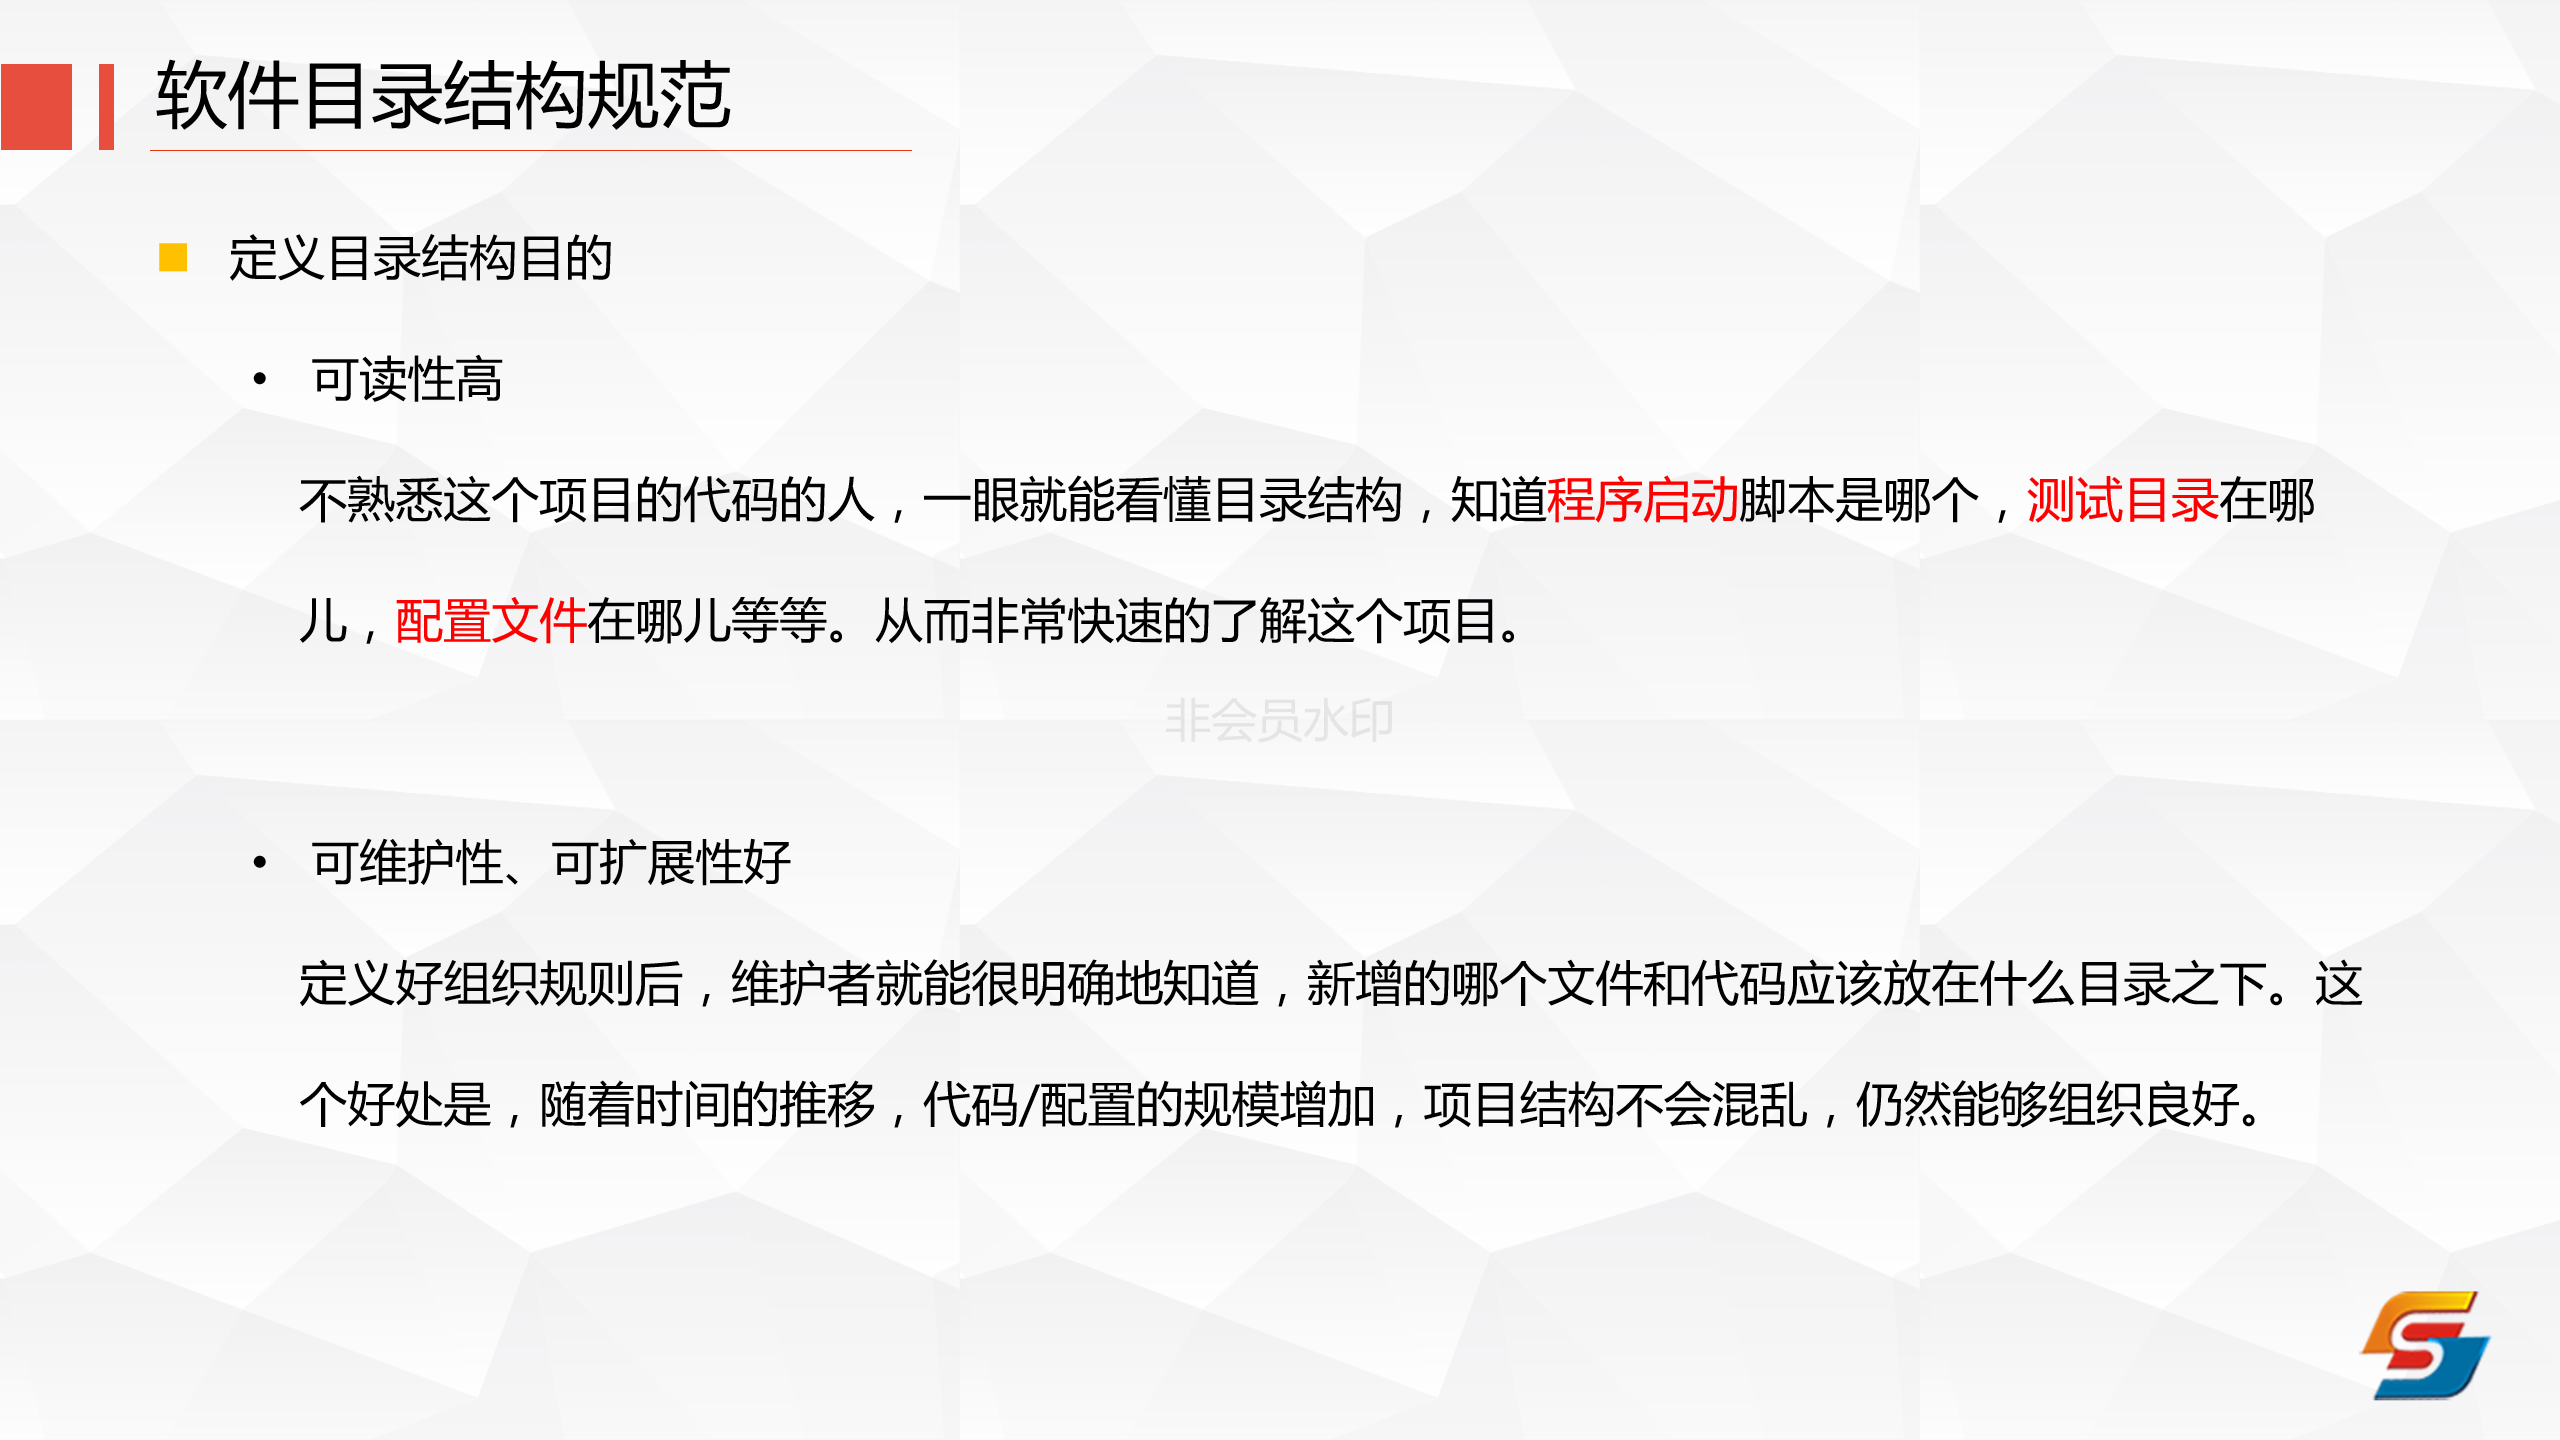 软件目录结构规范
定义目录结构目的
• 可读性高
不熟悉这个项目的代码的人，一眼就能看懂目录结构，知道程序启动脚本是哪个，测试目录在哪
儿，配置文件在哪儿等等。从而非常快速的了解这个项目。
非会员水印
• 可维护性、可扩展性好
定义好组织规则后，维护者就能很明确地知道，新增的哪个文件和代码应该放在什么目录之下。这
个好处是，随着时间的推移，代码/配置的规模增加，项目结构不会混乱，仍然能够组织良好。